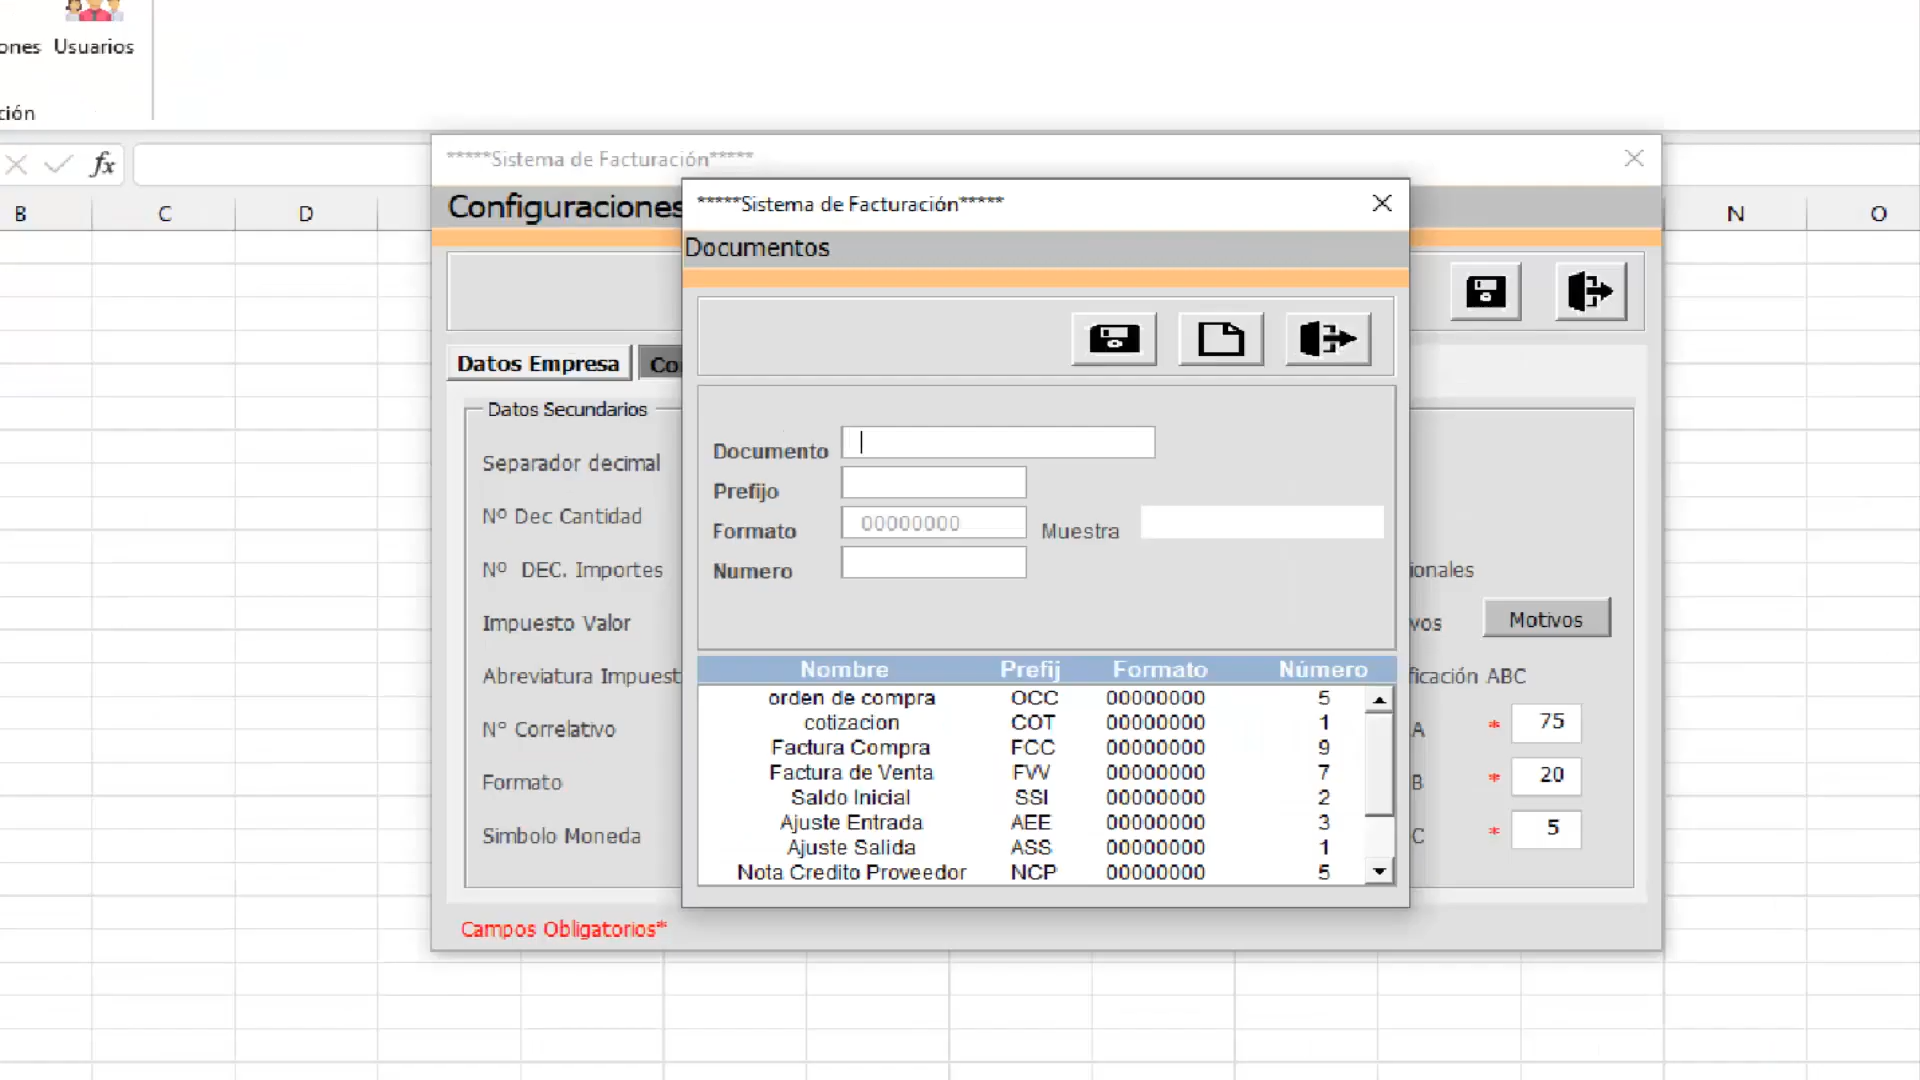 ones Usuarios
ción
fx
B C D N O
*****Sistema de Facturación*****
Configuraciones
*****Sistema de Facturación*****
Documentos
Datos Empresa Co
Datos Secundarios
Separador decimal
Nº Dec Cantidad
Nº DEC. Importes
Impuesto Valor
Abreviatura Impuest
N° Correlativo
Formato
Simbolo Moneda
Campos Obligatorios*
Documento
Prefijo
Formato 00000000 Muestra
Numero
Nombre Prefij Formato Número
orden de compra OCC 00000000 5
cotizacion COT 00000000 1
Factura Compra FCC 00000000 9
Factura de Venta FVV 00000000 7
Saldo Inicial SSI 00000000 2
Ajuste Entrada AEE 00000000 3
Ajuste Salida ASS 00000000 1
Nota Credito Proveedor NCP 00000000 5
ionales
vos Motivos
ficación ABC
A * 75
B * 20
C * 5